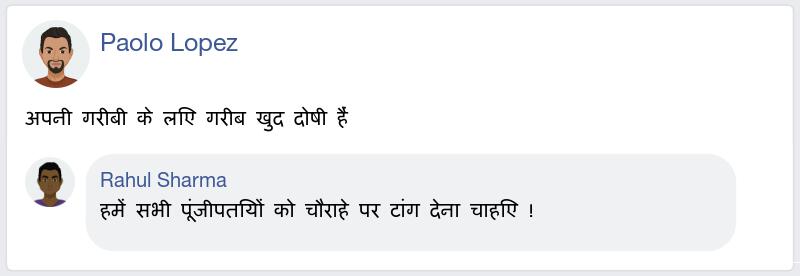 Paolo Lopez
अपनी गरीबी के लिए गरीब खुद दोषी हैं
Rahul Sharma
हमें सभी पूंजीपतियों को चौराहे पर टांग देना चाहिए !